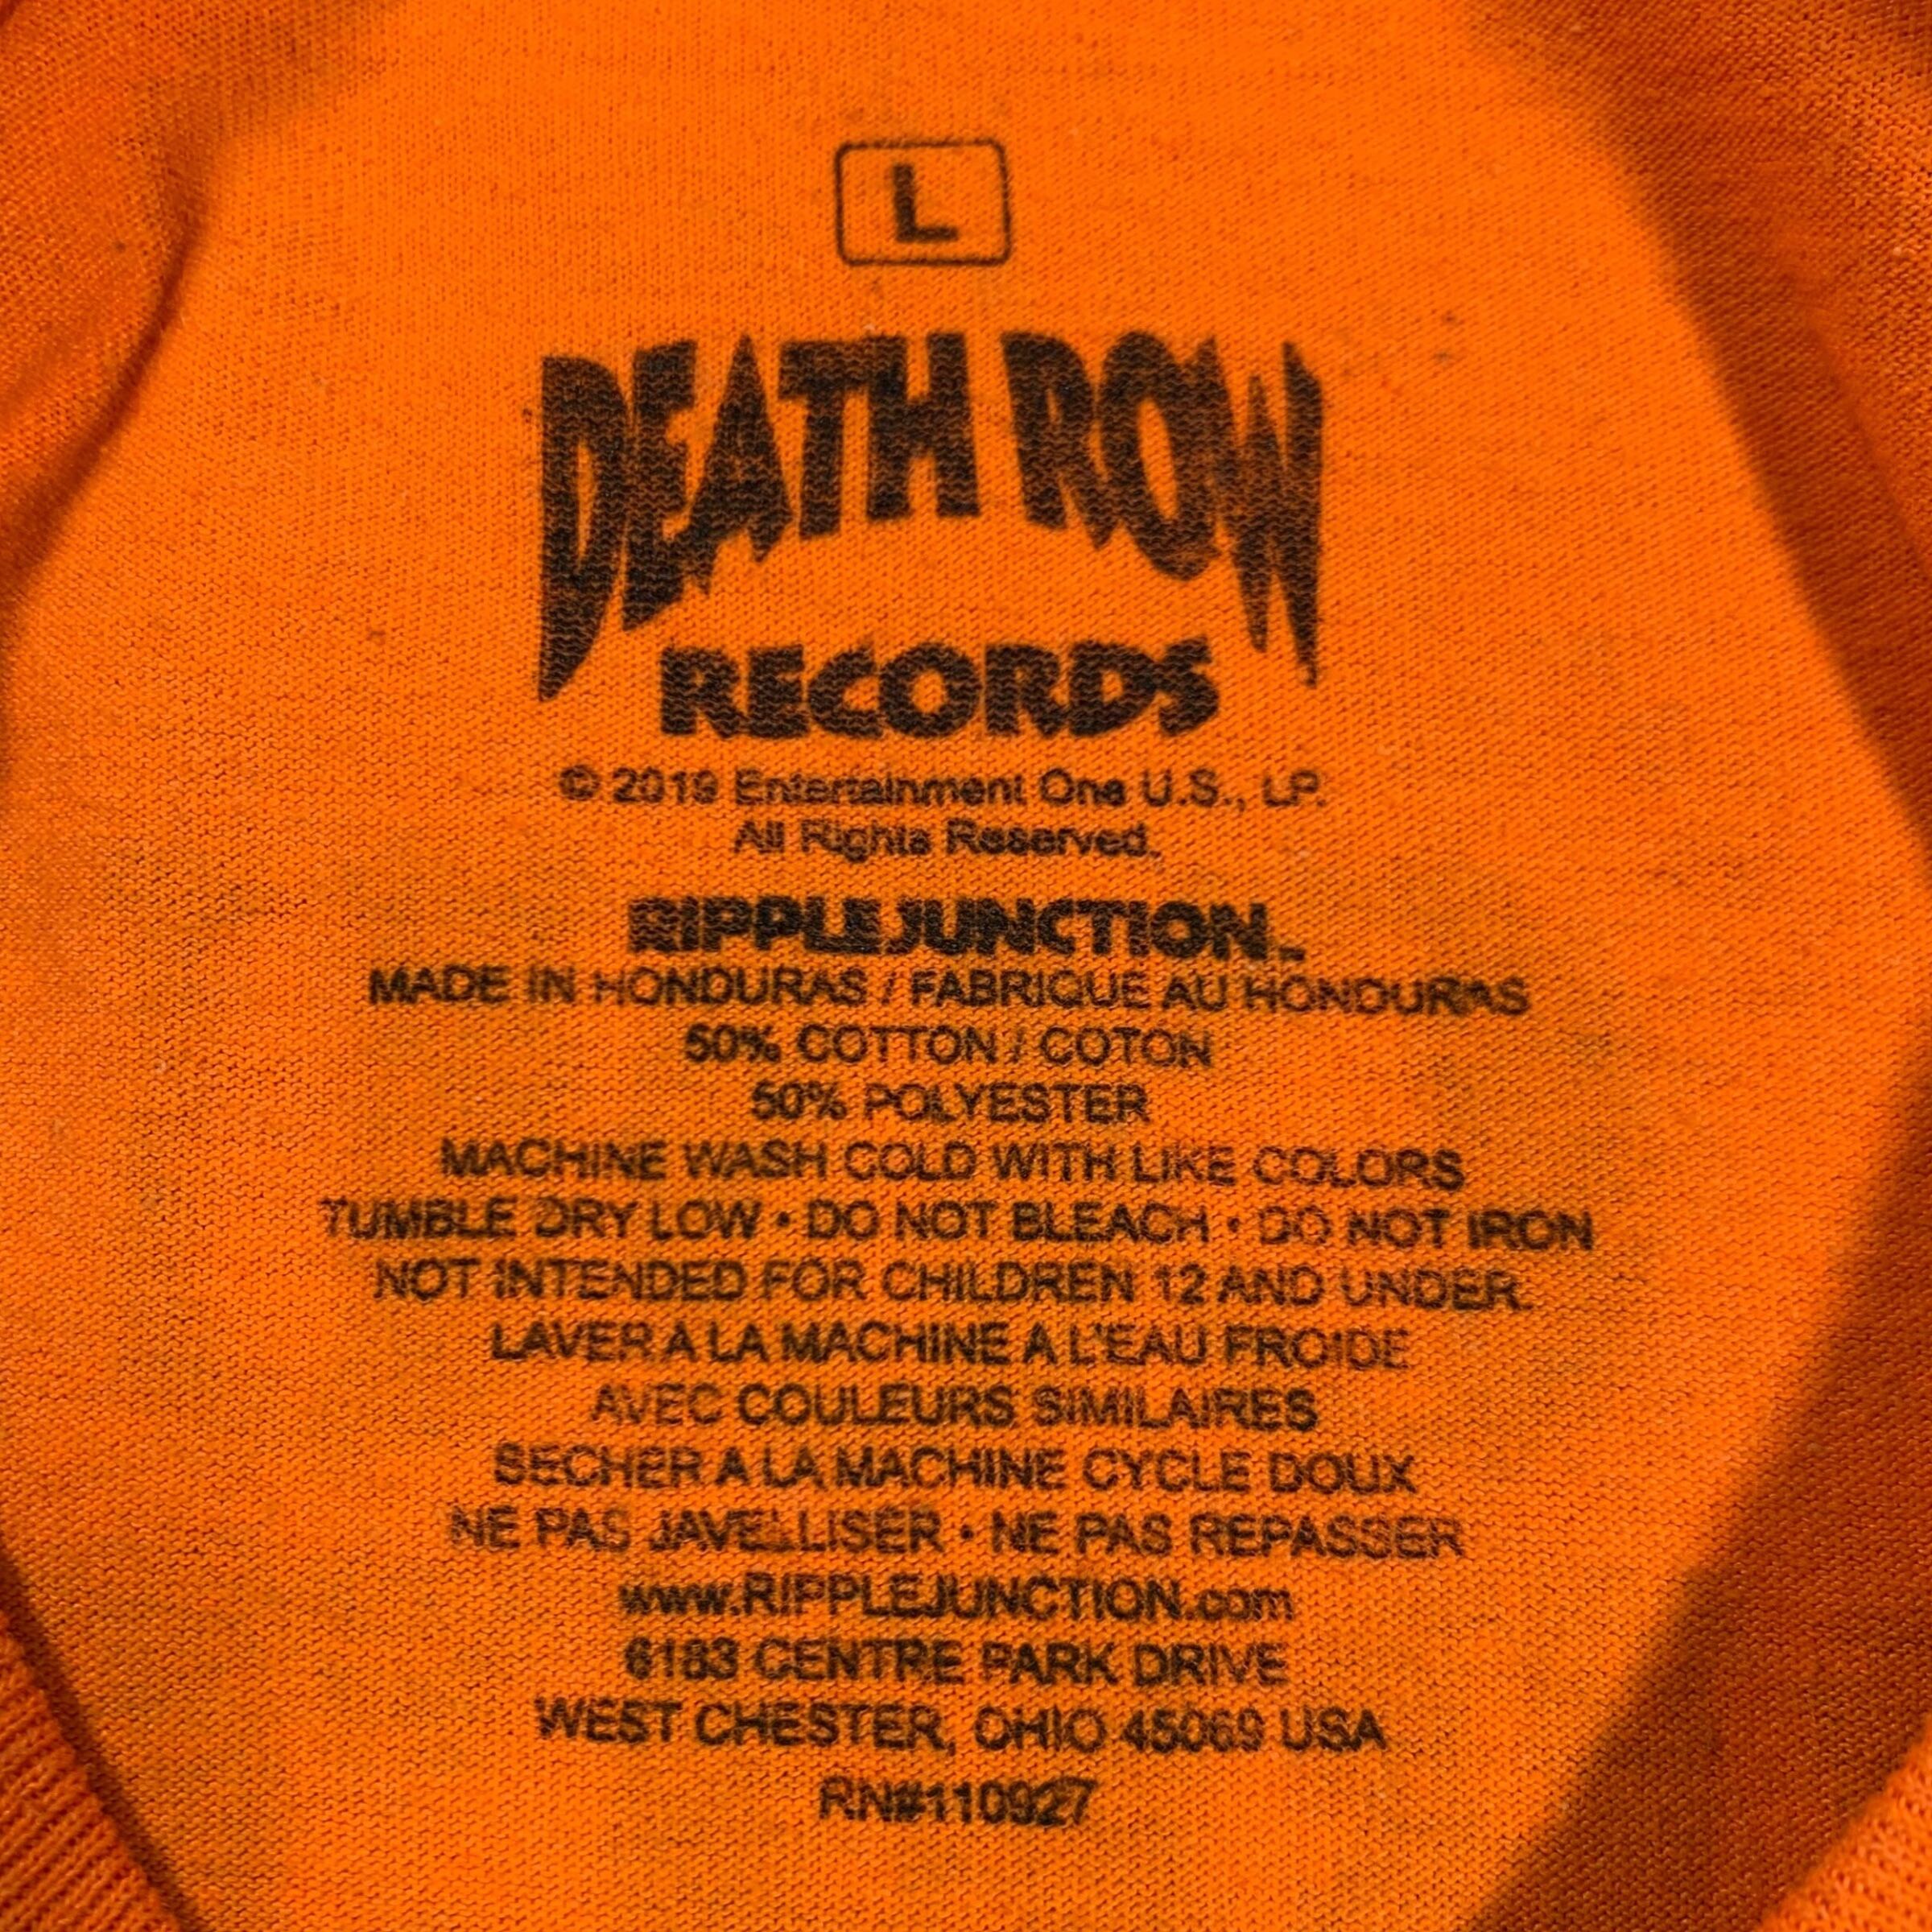 L
DEATH ROW
RECORDS
© 2019 Entertainment One U.S., LP.
All Rights Reserved.
RIPPLEJUNCTION
MADE IN HONDURAS / FABRIQUE AU HONDURAS
50% COTTON / COTON
50% POLYESTER
MACHINE WASH COLD WITH LIKE COLORS
TUMBLE DRY LOW • DO NOT BLEACH • DO NOT IRON
NOT INTENDED FOR CHILDREN 12 AND UNDER.
LAVER A LA MACHINE A L'EAU FROIDE
AVEC COULEURS SIMILAIRES
SECHER A LA MACHINE CYCLE DOUX
NE PAS JAVELLISER • NE PAS REPASSER
www.RIPPLEJUNCTION.com
6183 CENTRE PARK DRIVE
WEST CHESTER, OHIO 45069 USA
RN#110927